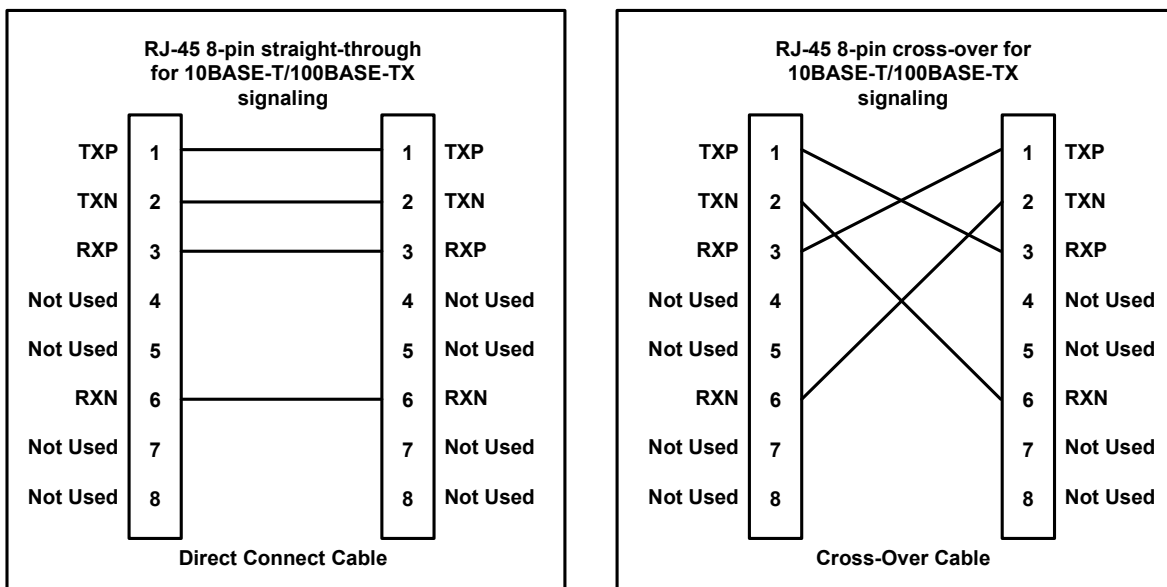 RJ-45 8-pin straight-through
for 10BASE-T/100BASE-TX
signaling
TXP 1 1 TXP
TXN 2 2 TXN
RXP 3 3 RXP
Not Used 4 4 Not Used
Not Used 5 5 Not Used
RXN 6 6 RXN
Not Used 7 7 Not Used
Not Used 8 8 Not Used
Direct Connect Cable
RJ-45 8-pin cross-over for
10BASE-T/100BASE-TX
signaling
TXP 1 1 TXP
TXN 2 2 TXN
RXP 3 3 RXP
Not Used 4 4 Not Used
Not Used 5 5 Not Used
RXN 6 6 RXN
Not Used 7 7 Not Used
Not Used 8 8 Not Used
Cross-Over Cable